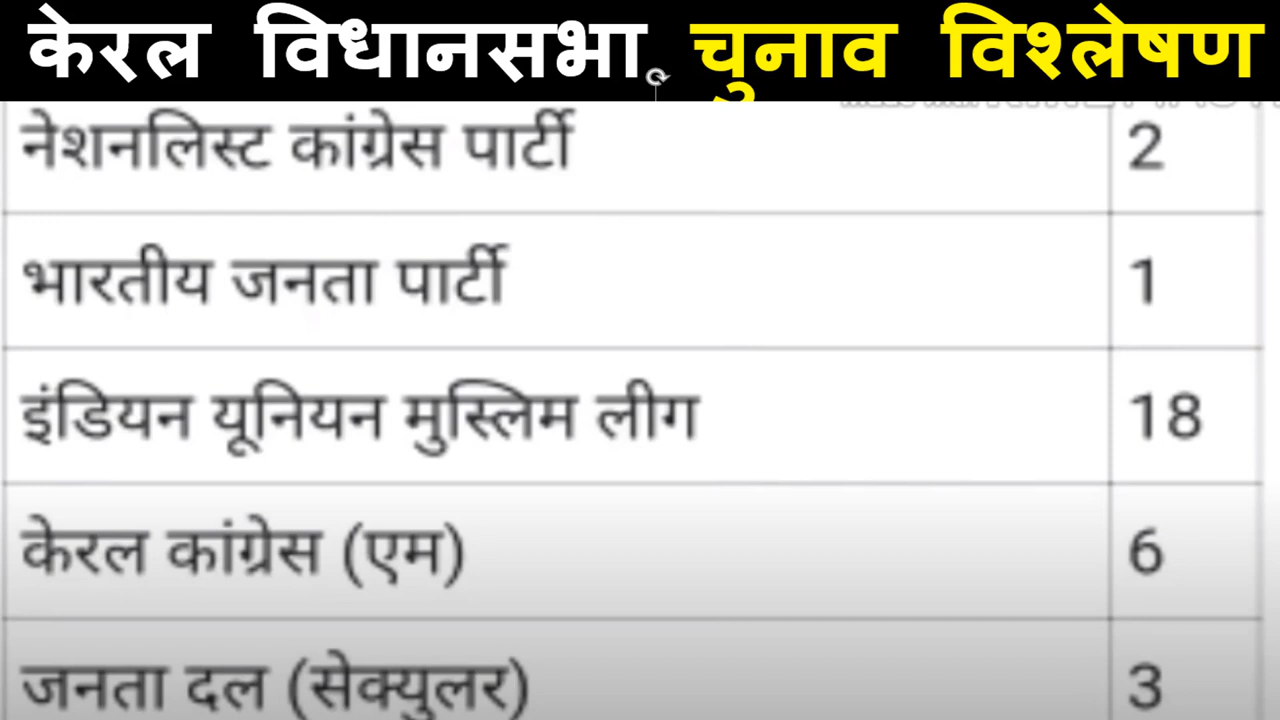 केरल विधानसभा चुनाव विश्लेषण
नेशनलिस्ट कांग्रेस पार्टी 2
भारतीय जनता पार्टी 1
इंडियन यूनियन मुस्लिम लीग 18
केरल कांग्रेस (एम) 6
जनता दल (सेक्युलर) 3